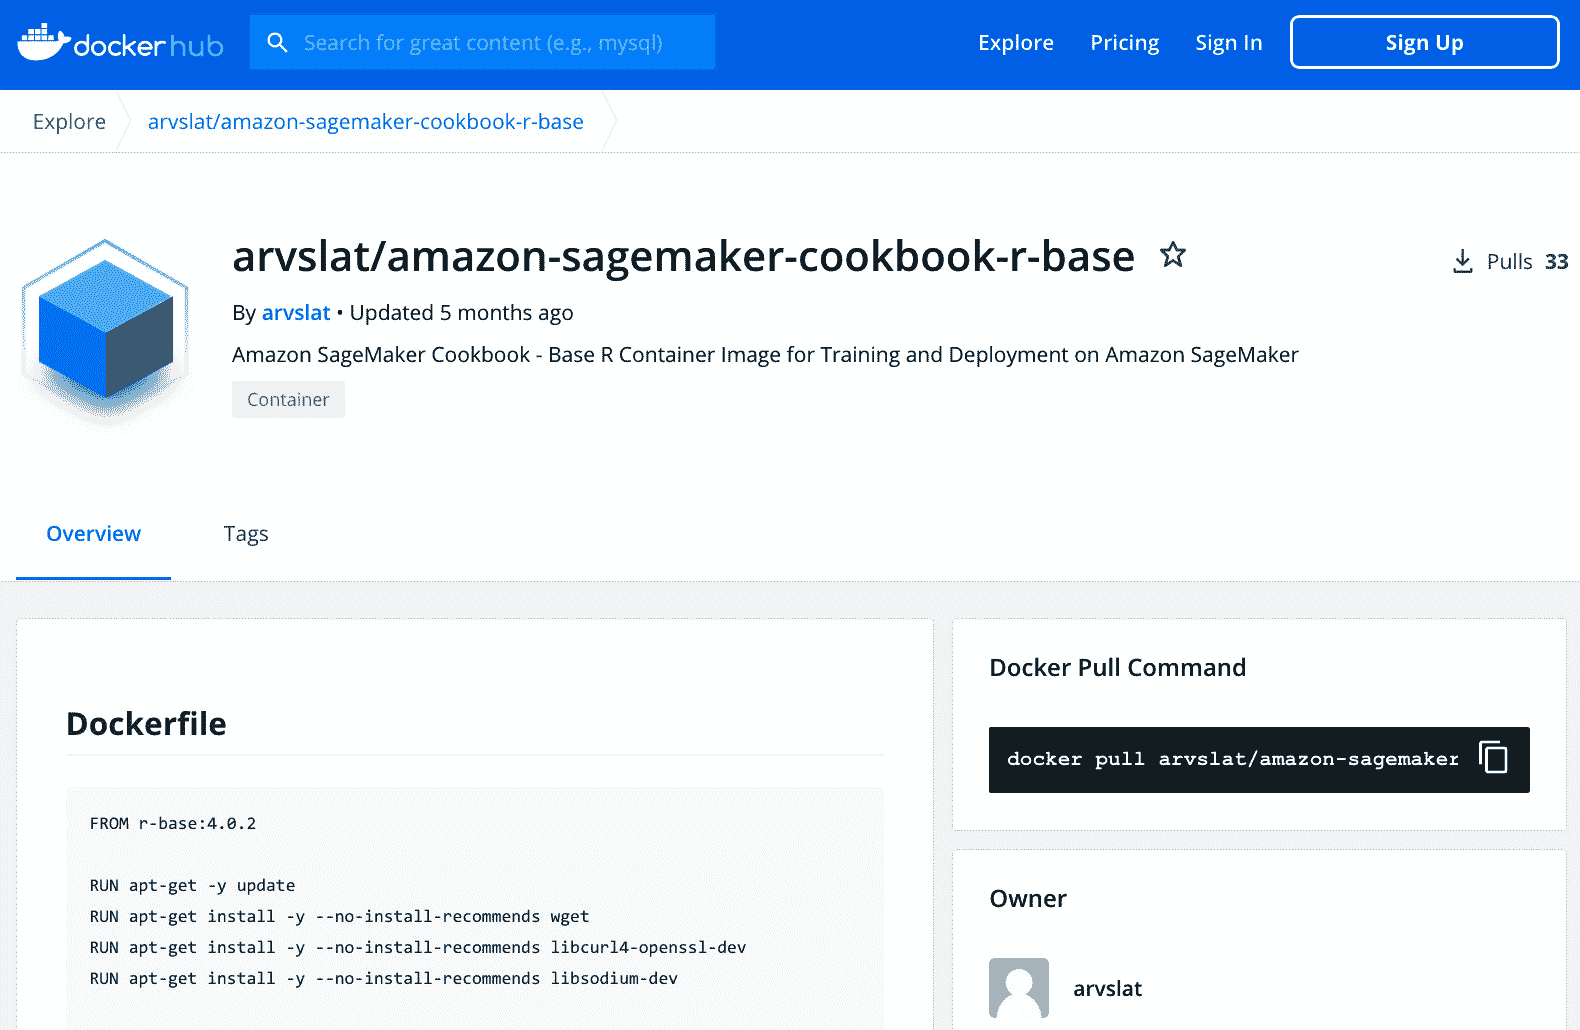 docker hub
Search for great content (e.g., mysql)
Explore
Pricing
Sign In
Sign Up
Explore
arvslat/amazon-sagemaker-cookbook-r-base
arvslat/amazon-sagemaker-cookbook-r-base
Pulls 33
By arvslat • Updated 5 months ago
Amazon SageMaker Cookbook - Base R Container Image for Training and Deployment on Amazon SageMaker
Container
Overview
Tags
Dockerfile
FROM r-base:4.0.2
RUN apt-get -y update
RUN apt-get install -y --no-install-recommends wget
RUN apt-get install -y --no-install-recommends libcurl4-openssl-dev
RUN apt-get install -y --no-install-recommends libsodium-dev
Docker Pull Command
docker pull arvslat/amazon-sagemaker
Owner
arvslat